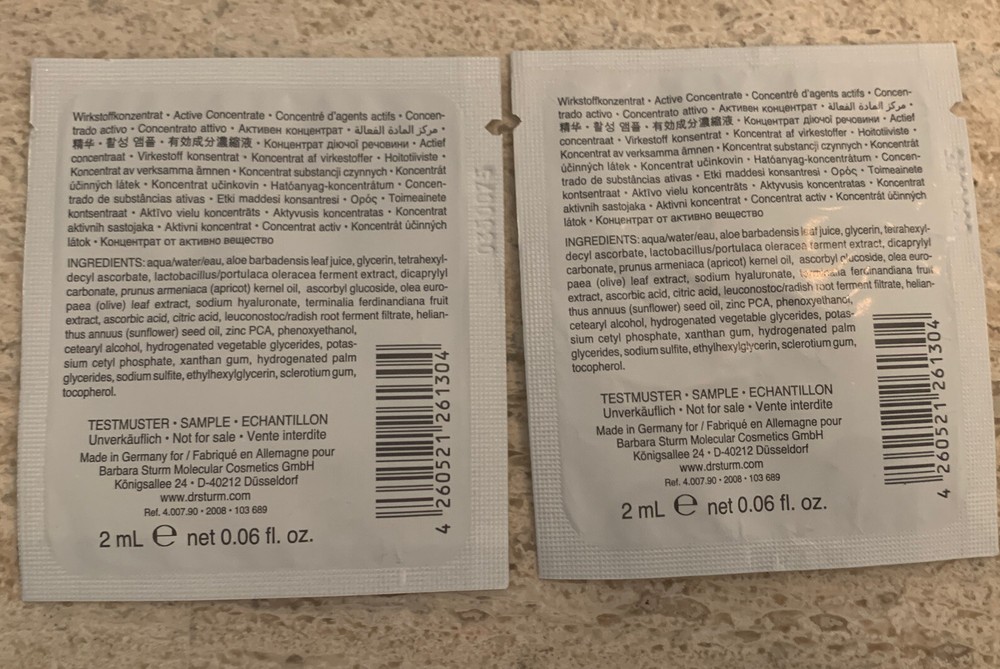 Wirkstoffkonzentrat • Active Concentrate • Concentré d'agents actifs • Concen-
trado activo • Concentrato attivo • Активен концентрат • مركز المادة الفعالة •
精华 • 활성 앰플 • 有効成分濃縮液 • Концентрат діючої речовини • Actief
concentraat • Virkestoff konsentrat • Koncentrat af virkestoffer • Hoitotiiviste •
Koncentrat av verksamma ämnen • Koncentrat substancji czynnych • Koncentrát
účinných látek • Koncentrat učinkovin • Hatóanyag-koncentrátum • Concen-
trado de substâncias ativas • Etki maddesi konsantresi • Ορός • Toimeainete
kontsentraat • Aktīvo vielu koncentrāts • Aktyvusis koncentratas • Koncentrat
aktivnih sastojaka • Aktivni koncentrat • Concentrat activ • Koncentrát účinných
látok • Концентрат от активно вещество
INGREDIENTS: aqua/water/eau, aloe barbadensis leaf juice, glycerin, tetrahexyl-
decyl ascorbate, lactobacillus/portulaca oleracea ferment extract, dicaprylyl
carbonate, prunus armeniaca (apricot) kernel oil, ascorbyl glucoside, olea euro-
paea (olive) leaf extract, sodium hyaluronate, terminalia ferdinandiana fruit
extract, ascorbic acid, citric acid, leuconostoc/radish root ferment filtrate, helian-
thus annuus (sunflower) seed oil, zinc PCA, phenoxyethanol,
cetearyl alcohol, hydrogenated vegetable glycerides, potas-
sium cetyl phosphate, xanthan gum, hydrogenated palm
glycerides, sodium sulfite, ethylhexylglycerin, sclerotium gum,
tocopherol.
TESTMUSTER • SAMPLE • ECHANTILLON
Unverkäuflich • Not for sale • Vente interdite
Made in Germany for / Fabriqué en Allemagne pour
Barbara Sturm Molecular Cosmetics GmbH
Königsallee 24 • D-40212 Düsseldorf
www.drsturm.com
Ref. 4.007.90 • 2008 • 103 689
2 mL ℮ net 0.06 fl. oz.
4 260521 261304
Wirkstoffkonzentrat • Active Concentrate • Concentré d'agents actifs • Concen-
trado activo • Concentrato attivo • Активен концентрат • مركز المادة الفعالة •
精华 • 활성 앰플 • 有効成分濃縮液 • Концентрат діючої речовини • Actief
concentraat • Virkestoff konsentrat • Koncentrat af virkestoffer • Hoitotiiviste •
Koncentrat av verksamma ämnen • Koncentrat substancji czynnych • Koncentrát
účinných látek • Koncentrat učinkovin • Hatóanyag-koncentrátum • Concen-
trado de substâncias ativas • Etki maddesi konsantresi • Ορός • Toimeainete
kontsentraat • Aktīvo vielu koncentrāts • Aktyvusis koncentratas • Koncentrat
aktivnih sastojaka • Aktivni koncentrat • Concentrat activ • Koncentrát účinných
látok • Концентрат от активно вещество
INGREDIENTS: aqua/water/eau, aloe barbadensis leaf juice, glycerin, tetrahexyl-
decyl ascorbate, lactobacillus/portulaca oleracea ferment extract, dicaprylyl
carbonate, prunus armeniaca (apricot) kernel oil, ascorbyl glucoside, olea euro-
paea (olive) leaf extract, sodium hyaluronate, terminalia ferdinandiana fruit
extract, ascorbic acid, citric acid, leuconostoc/radish root ferment filtrate, helian-
thus annuus (sunflower) seed oil, zinc PCA, phenoxyethanol,
cetearyl alcohol, hydrogenated vegetable glycerides, potas-
sium cetyl phosphate, xanthan gum, hydrogenated palm
glycerides, sodium sulfite, ethylhexylglycerin, sclerotium gum,
tocopherol.
TESTMUSTER • SAMPLE • ECHANTILLON
Unverkäuflich • Not for sale • Vente interdite
Made in Germany for / Fabriqué en Allemagne pour
Barbara Sturm Molecular Cosmetics GmbH
Königsallee 24 • D-40212 Düsseldorf
www.drsturm.com
Ref. 4.007.90 • 2008 • 103 689
2 mL ℮ net 0.06 fl. oz.
4 260521 261304